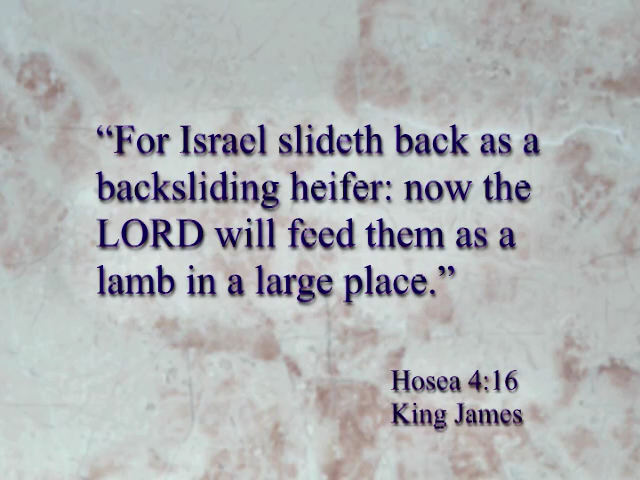 “For Israel slideth back as a
backsliding heifer: now the
LORD will feed them as a
lamb in a large place.”
Hosea 4:16
King James